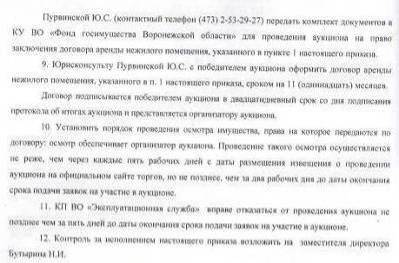 Пурвинской Ю.С. (контактный телефон (473) 2-53-29-27) передать комплект документов в
КУ ВО «Фонд госимущества Воронежской области» для проведения аукциона на право
заключения договора аренды нежилого помещения, указанного в пункте 1 настоящего приказа.
9. Юрисконсульту Пурвинской Ю.С. с победителем аукциона оформить договор аренды
нежилого помещения, указанного в п. 1 настоящего приказа, сроком на 11 (одиннадцать) месяцев.
Договор подписывается победителем аукциона в двадцатидневный срок со дня подписания
протокола об итогах аукциона и представляется организатору аукциона.
10. Установить порядок проведения осмотра имущества, права на которое передаются по
договору: осмотр обеспечивает организатор аукциона. Проведение такого осмотра осуществляется
не реже, чем через каждые пять рабочих дней с даты размещения извещения о проведении
аукциона на официальном сайте торгов, но не позднее, чем за два рабочих дня до даты окончания
срока подачи заявок на участие в аукционе.
11. КП ВО «Эксплуатационная служба» вправе отказаться от проведения аукциона не
позднее чем за пять дней до даты окончания срока подачи заявок на участие в аукционе.
12. Контроль за исполнением настоящего приказа возложить на заместителя директора
Бутырина Н.И.